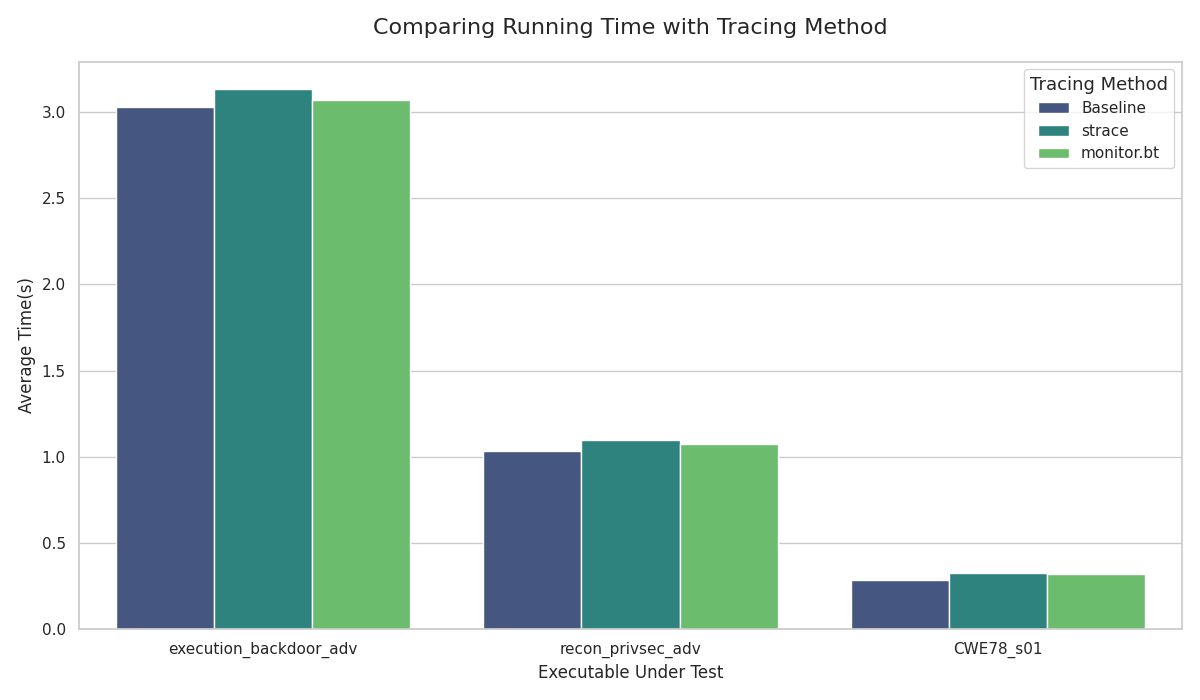 Comparing Running Time with Tracing Method
Tracing Method
Baseline
strace
monitor.bt
Average Time(s)
3.0
2.5
2.0
1.5
1.0
0.5
0.0
execution_backdoor_adv
recon_privsec_adv
CWE78_s01
Executable Under Test